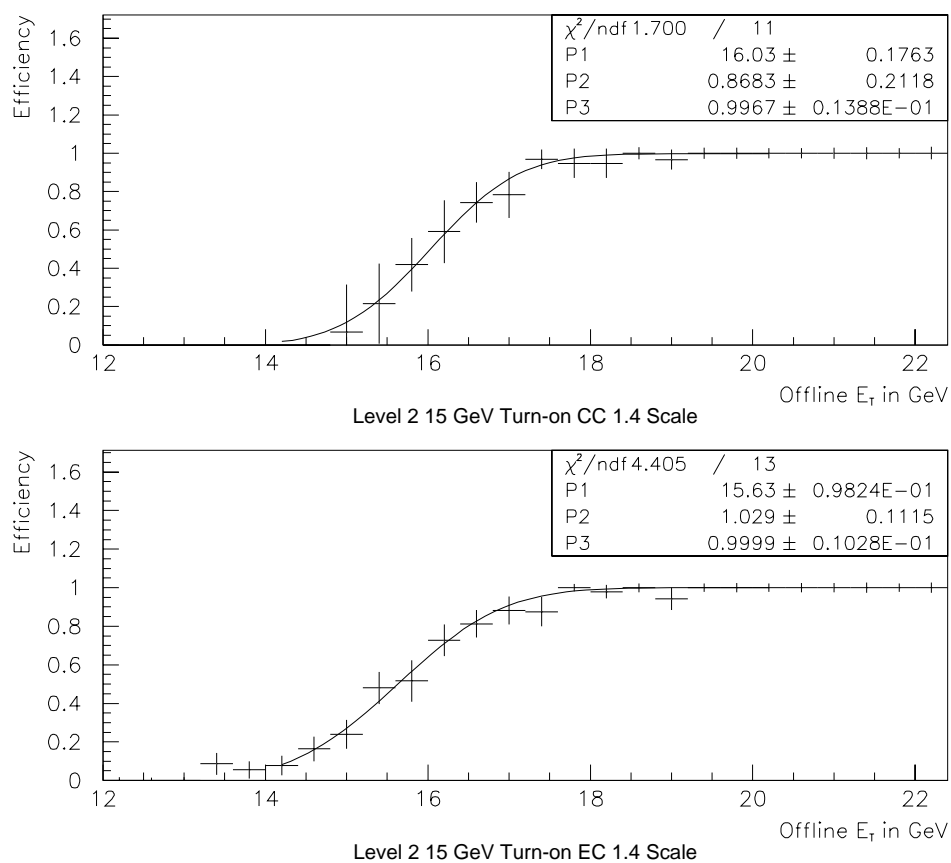 Efficiency
1.6
1.4
1.2
1
0.8
0.6
0.4
0.2
0
χ²/ndf 1.700 / 11
P1 16.03 ± 0.1763
P2 0.8683 ± 0.2118
P3 0.9967 ± 0.1388E-01
12 14 16 18 20 22
Offline E_T in GeV
Level 2 15 GeV Turn-on CC 1.4 Scale
Efficiency
1.6
1.4
1.2
1
0.8
0.6
0.4
0.2
0
χ²/ndf 4.405 / 13
P1 15.63 ± 0.9824E-01
P2 1.029 ± 0.1115
P3 0.9999 ± 0.1028E-01
12 14 16 18 20 22
Offline E_T in GeV
Level 2 15 GeV Turn-on EC 1.4 Scale